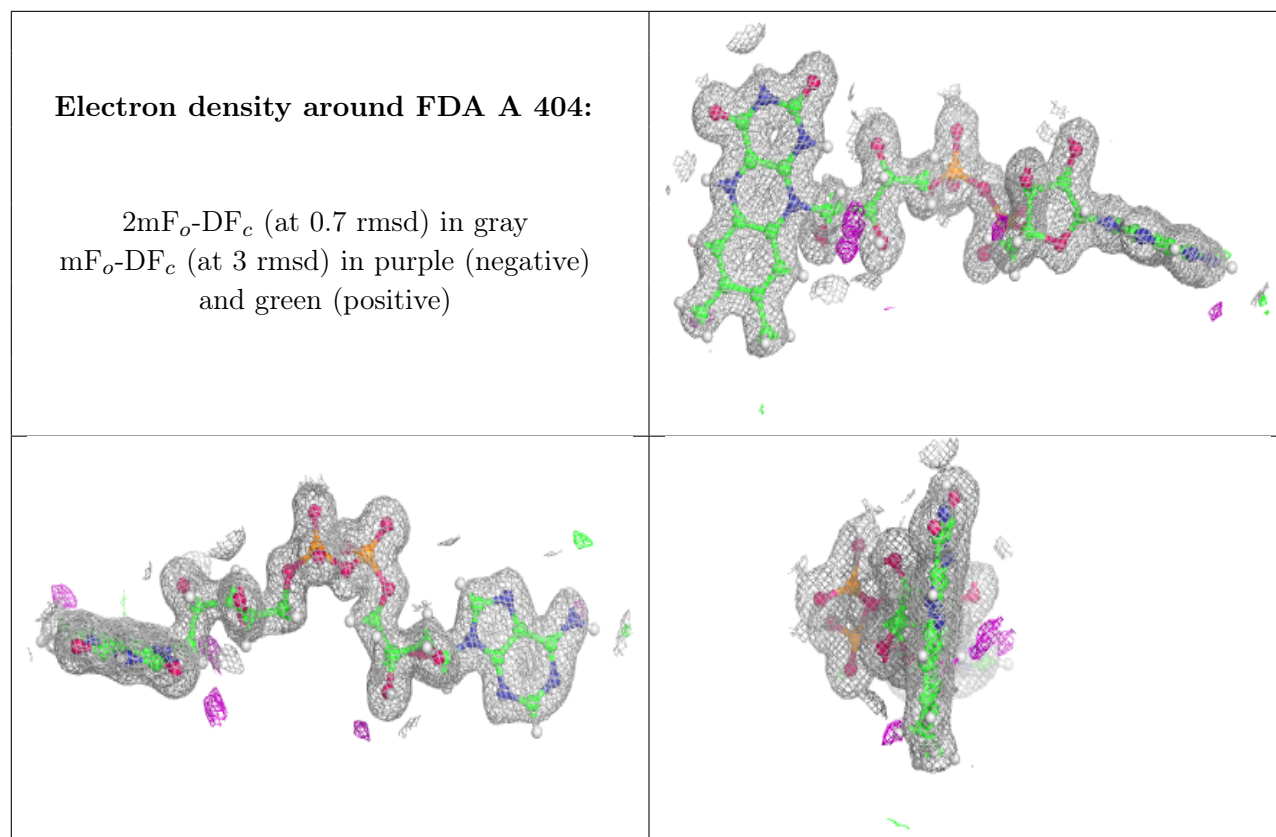 Electron density around FDA A 404:
2mFo-DFc (at 0.7 rmsd) in gray
mFo-DFc (at 3 rmsd) in purple (negative)
and green (positive)